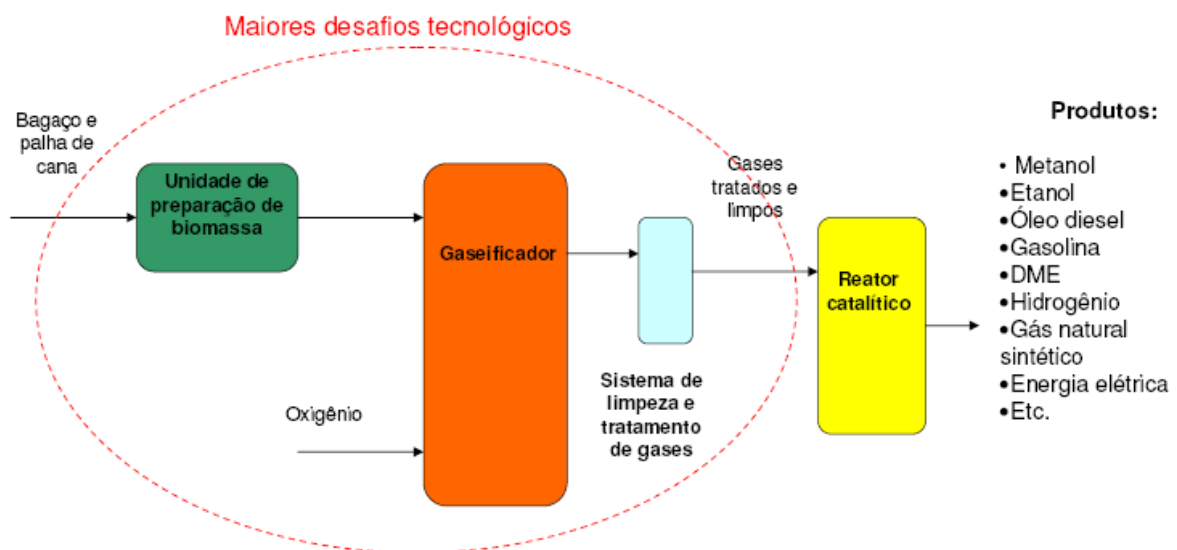 Maiores desafios tecnológicos
Bagaço e
palha de
cana
Unidade de
preparação de
biomassa
Gaseificador
Oxigênio
Sistema de
limpeza e
tratamento
de gases
Gases
tratados e
limpos
Reator
catalítico
Produtos:
• Metanol
•Etanol
•Óleo diesel
•Gasolina
•DME
•Hidrogênio
•Gás natural
sintético
•Energia elétrica
•Etc.